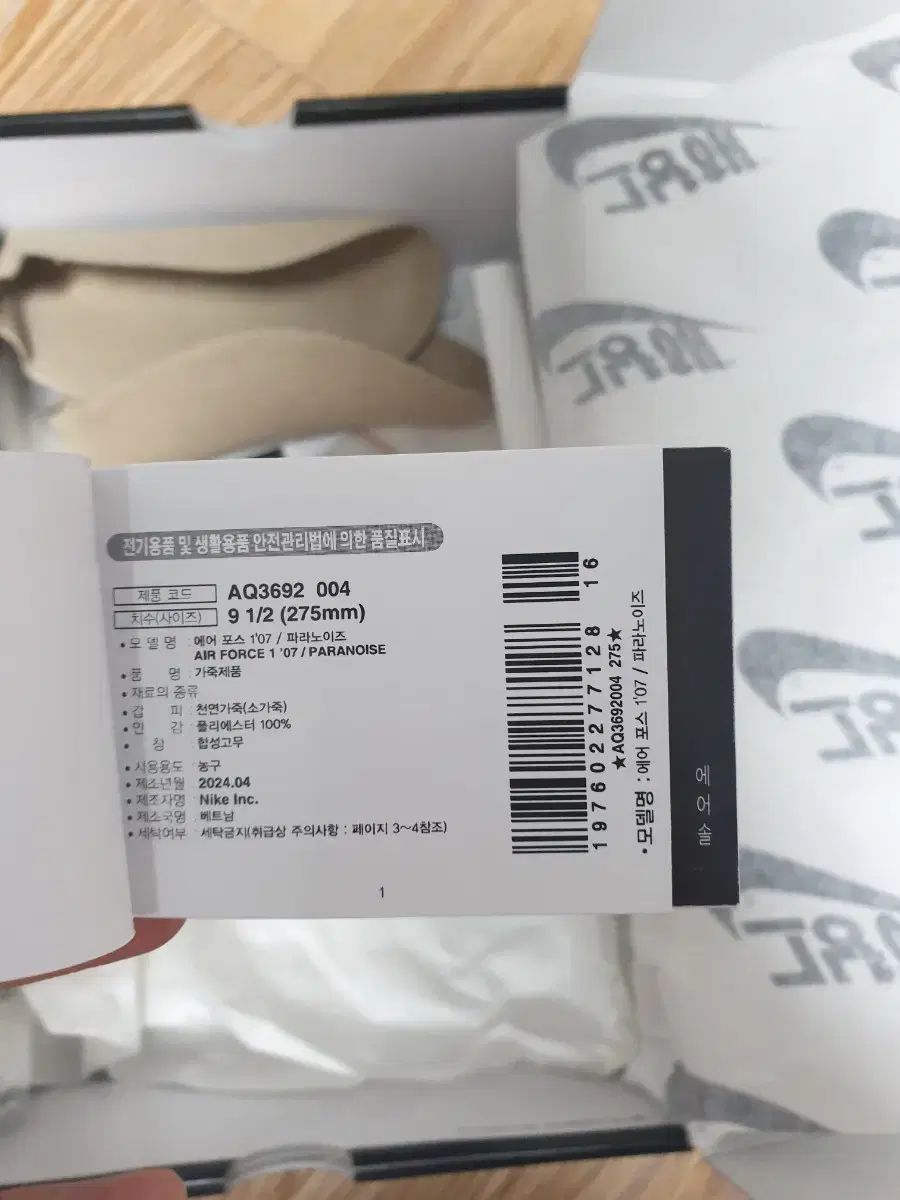 전기용품 및 생활용품 안전관리법에 의한 품질표시
제품 코드 AQ3692 004
치수(사이즈) 9 1/2 (275mm)
• 모 델 명 : 에어 포스 1'07 / 파라노이즈
AIR FORCE 1 '07 / PARANOISE
• 품 명 : 가죽제품
• 재료의 종류
• 갑 피 : 천연가죽(소가죽)
• 안 감 : 폴리에스터 100%
• 창 : 합성고무
• 사용용도 : 농구
• 제조년월 : 2024.04
• 제조자명 : Nike Inc.
• 제조국명 : 베트남
• 세탁여부 : 세탁금지(취급상 주의사항 : 페이지 3~4참조)
1
16
197602277128
★AQ3692004 275★
• 모델명 : 에어 포스 1'07 / 파라노이즈
에어솔